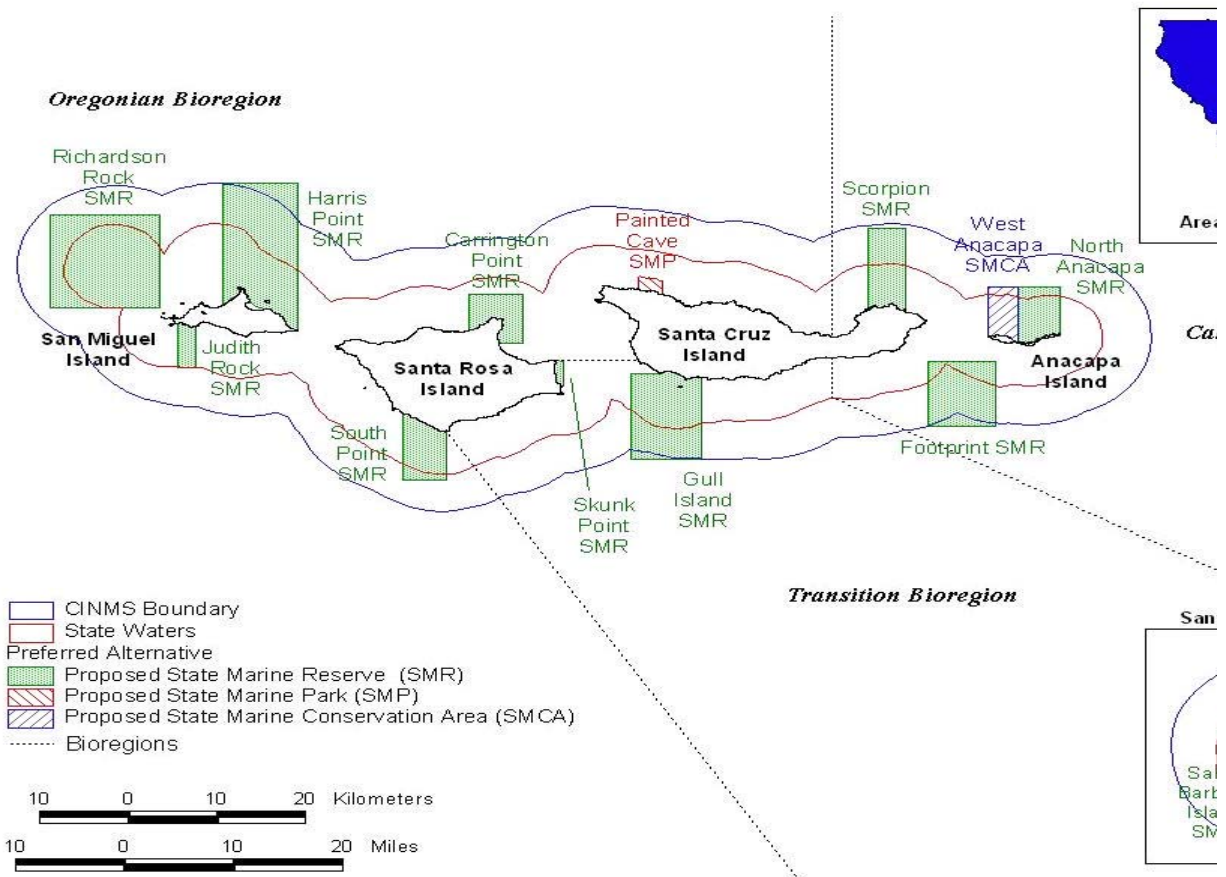 Oregonian Bioregion
Richardson
Rock
SMR
Harris
Point
SMR
Carrington
Point
SMR
Painted
Cave
SMP
Scorpion
SMR
West
Anacapa
SMCA
North
Anacapa
SMR
Area
San Miguel
Island
Judith
Rock
SMR
Santa Rosa
Island
Santa Cruz
Island
Anacapa
Island
South
Point
SMR
Skunk
Point
SMR
Gull
Island
SMR
Footprint SMR
Transition Bioregion
San
CINMS Boundary
State Waters
Preferred Alternative
Proposed State Marine Reserve (SMR)
Proposed State Marine Park (SMP)
Proposed State Marine Conservation Area (SMCA)
Bioregions
10 0 10 20 Kilometers
10 0 10 20 Miles